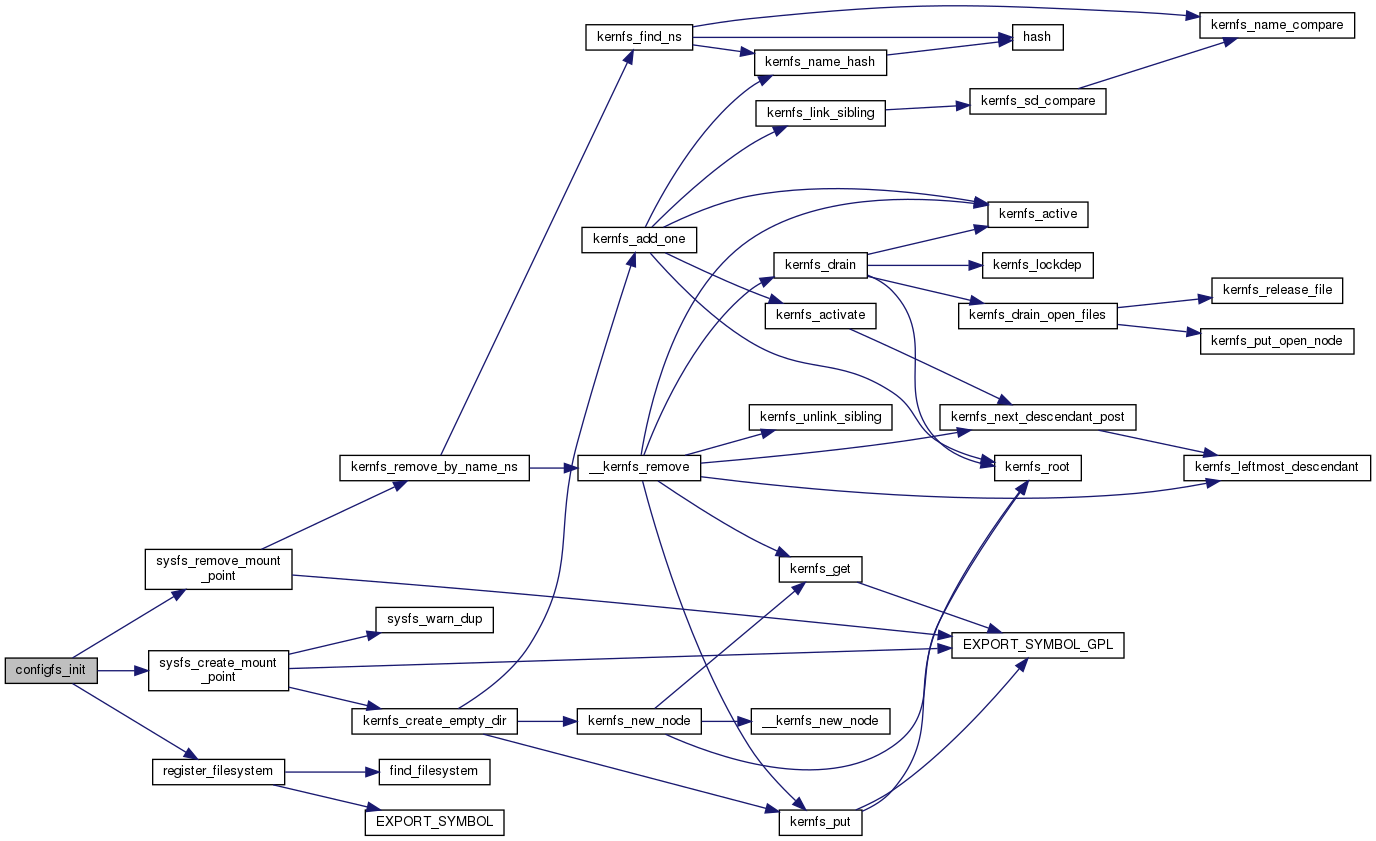 kernfs_find_ns
kernfs_name_compare
hash
kernfs_name_hash
kernfs_sd_compare
kernfs_link_sibling
kernfs_active
kernfs_add_one
kernfs_drain
kernfs_lockdep
kernfs_release_file
kernfs_activate
kernfs_drain_open_files
kernfs_put_open_node
kernfs_unlink_sibling
kernfs_next_descendant_post
kernfs_remove_by_name_ns
__kernfs_remove
kernfs_root
kernfs_leftmost_descendant
sysfs_remove_mount
_point
kernfs_get
sysfs_warn_dup
EXPORT_SYMBOL_GPL
configfs_init
sysfs_create_mount
_point
kernfs_create_empty_dir
kernfs_new_node
__kernfs_new_node
register_filesystem
find_filesystem
EXPORT_SYMBOL
kernfs_put